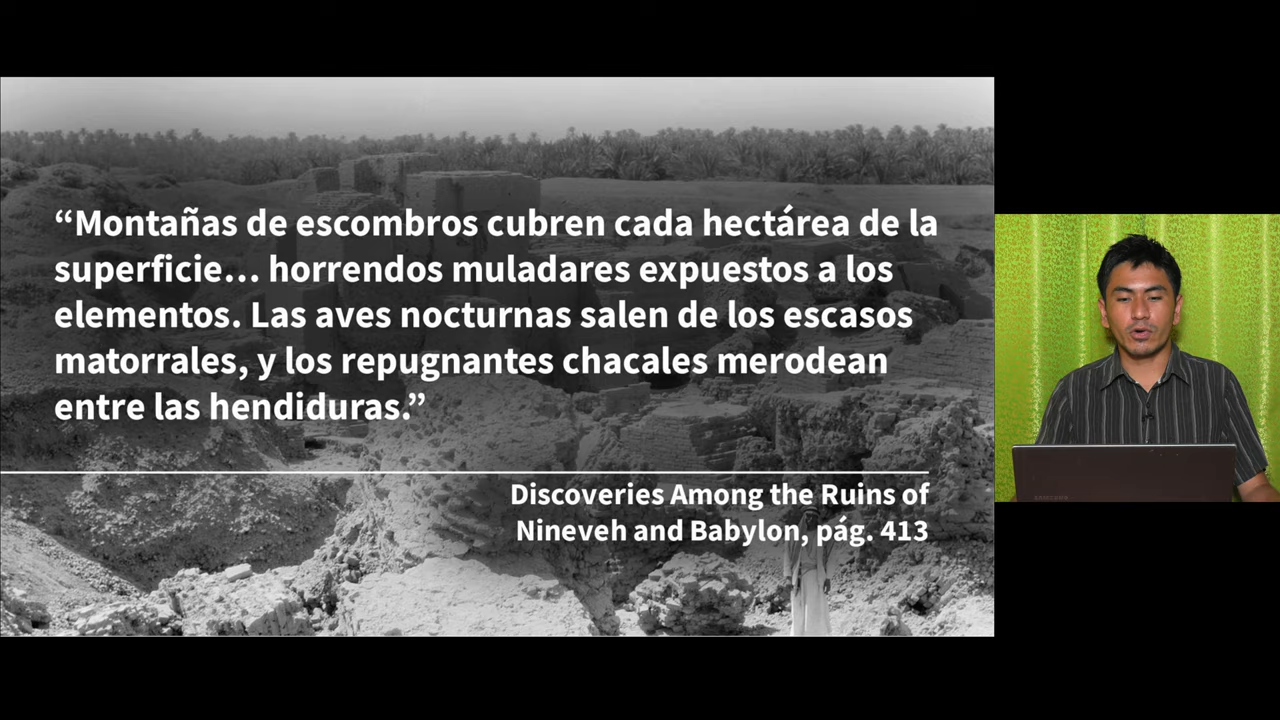 “Montañas de escombros cubren cada hectárea de la
superficie... horrendos muladares expuestos a los
elementos. Las aves nocturnas salen de los escasos
matorrales, y los repugnantes chacales merodean
entre las hendiduras.”
Discoveries Among the Ruins of
Nineveh and Babylon, pág. 413
SAMSUNG